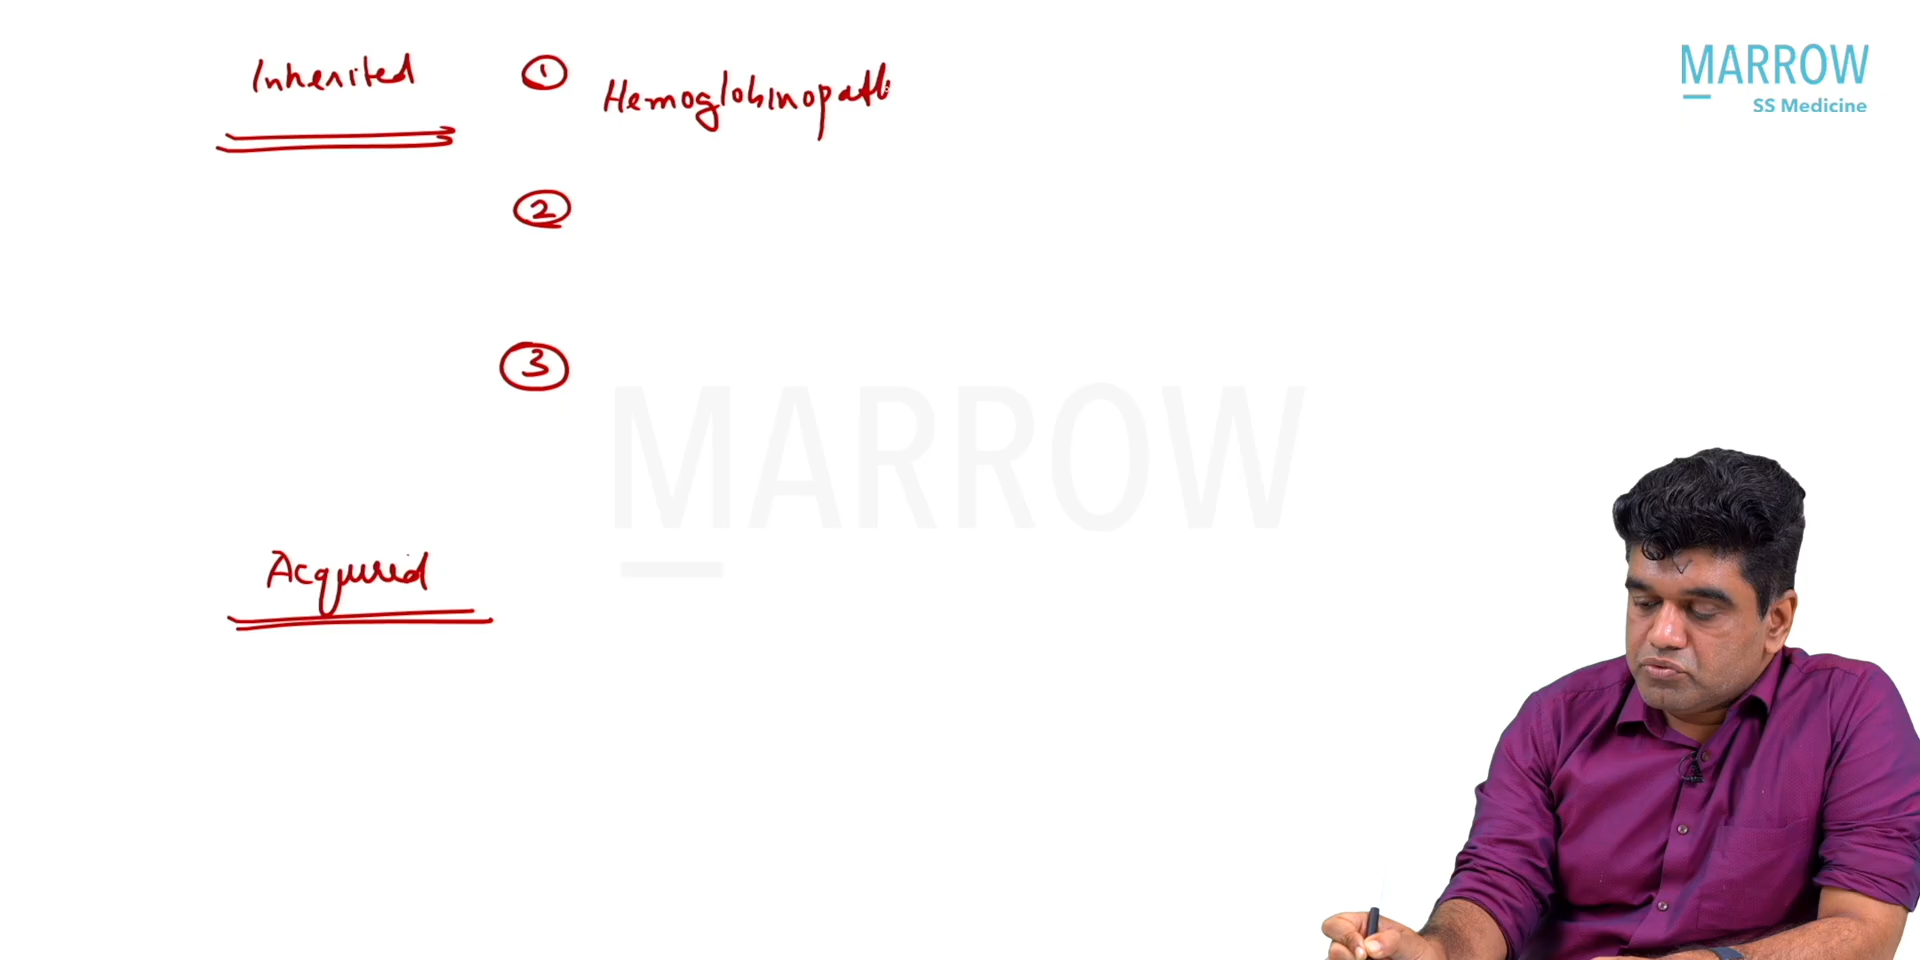 Inherited
① Hemoglobinopath
②
③
Acquired
MARROW
SS Medicine
MARROW